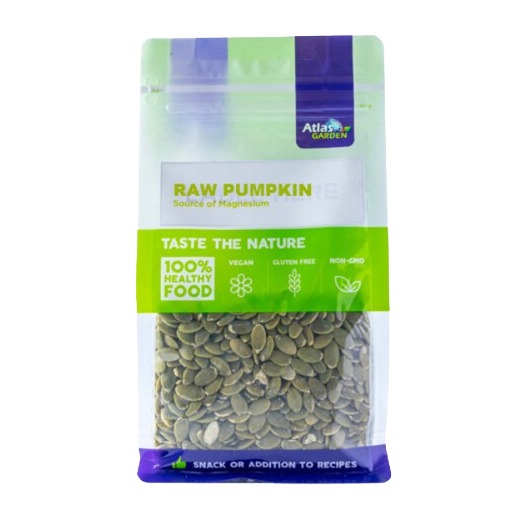 Atlas
GARDEN
RAW PUMPKIN
Source of Magnesium
TASTE THE NATURE
100%
HEALTHY
FOOD
VEGAN
GLUTEN FREE
NON-GMO
SNACK OR ADDITION TO RECIPES